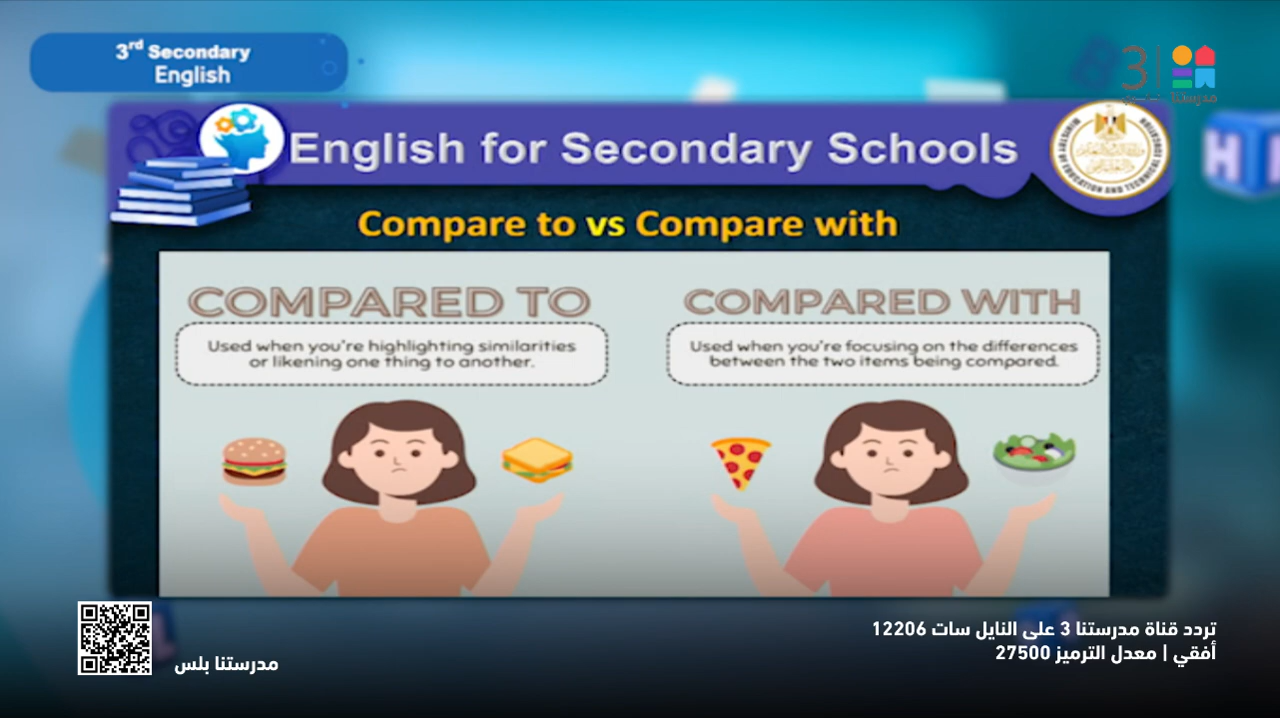 3rd Secondary
English
3
مدرستنا
English for Secondary Schools
Compare to vs Compare with
COMPARED TO
COMPARED WITH
Used when you're highlighting similarities
or likening one thing to another.
Used when you're focusing on the differences
between the two items being compared.
تردد قناة مدرستنا 3 على النايل سات 12206
أفقي | معدل الترميز 27500
مدرستنا بلس